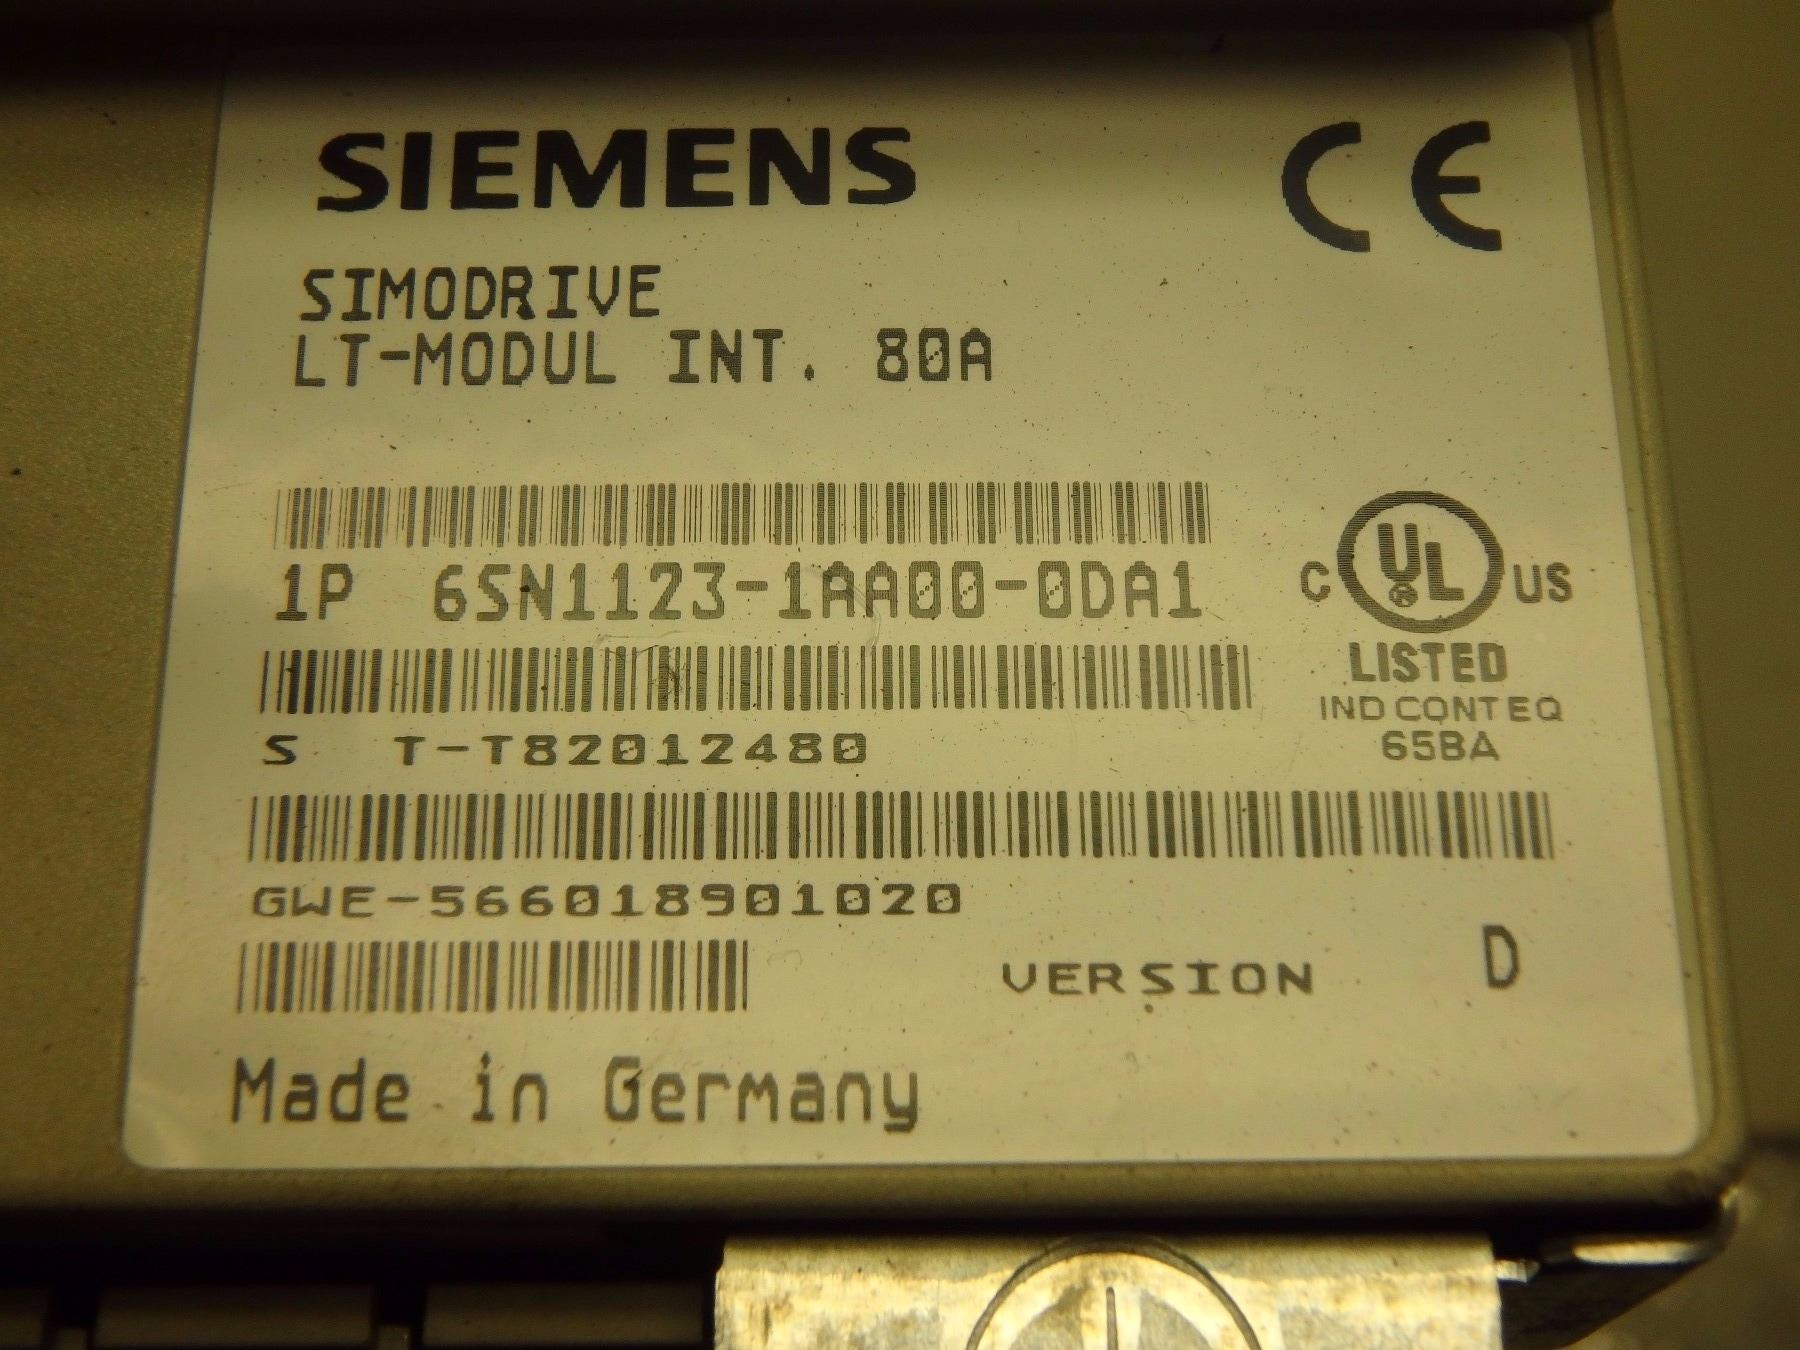 SIEMENS
CE
SIMODRIVE
LT-MODUL INT. 80A
1P 6SN1123-1AA00-0DA1
C UL ® US
LISTED
IND CONT EQ
65BA
S T-T82012480
GWE-566018901020
VERSION D
Made in Germany